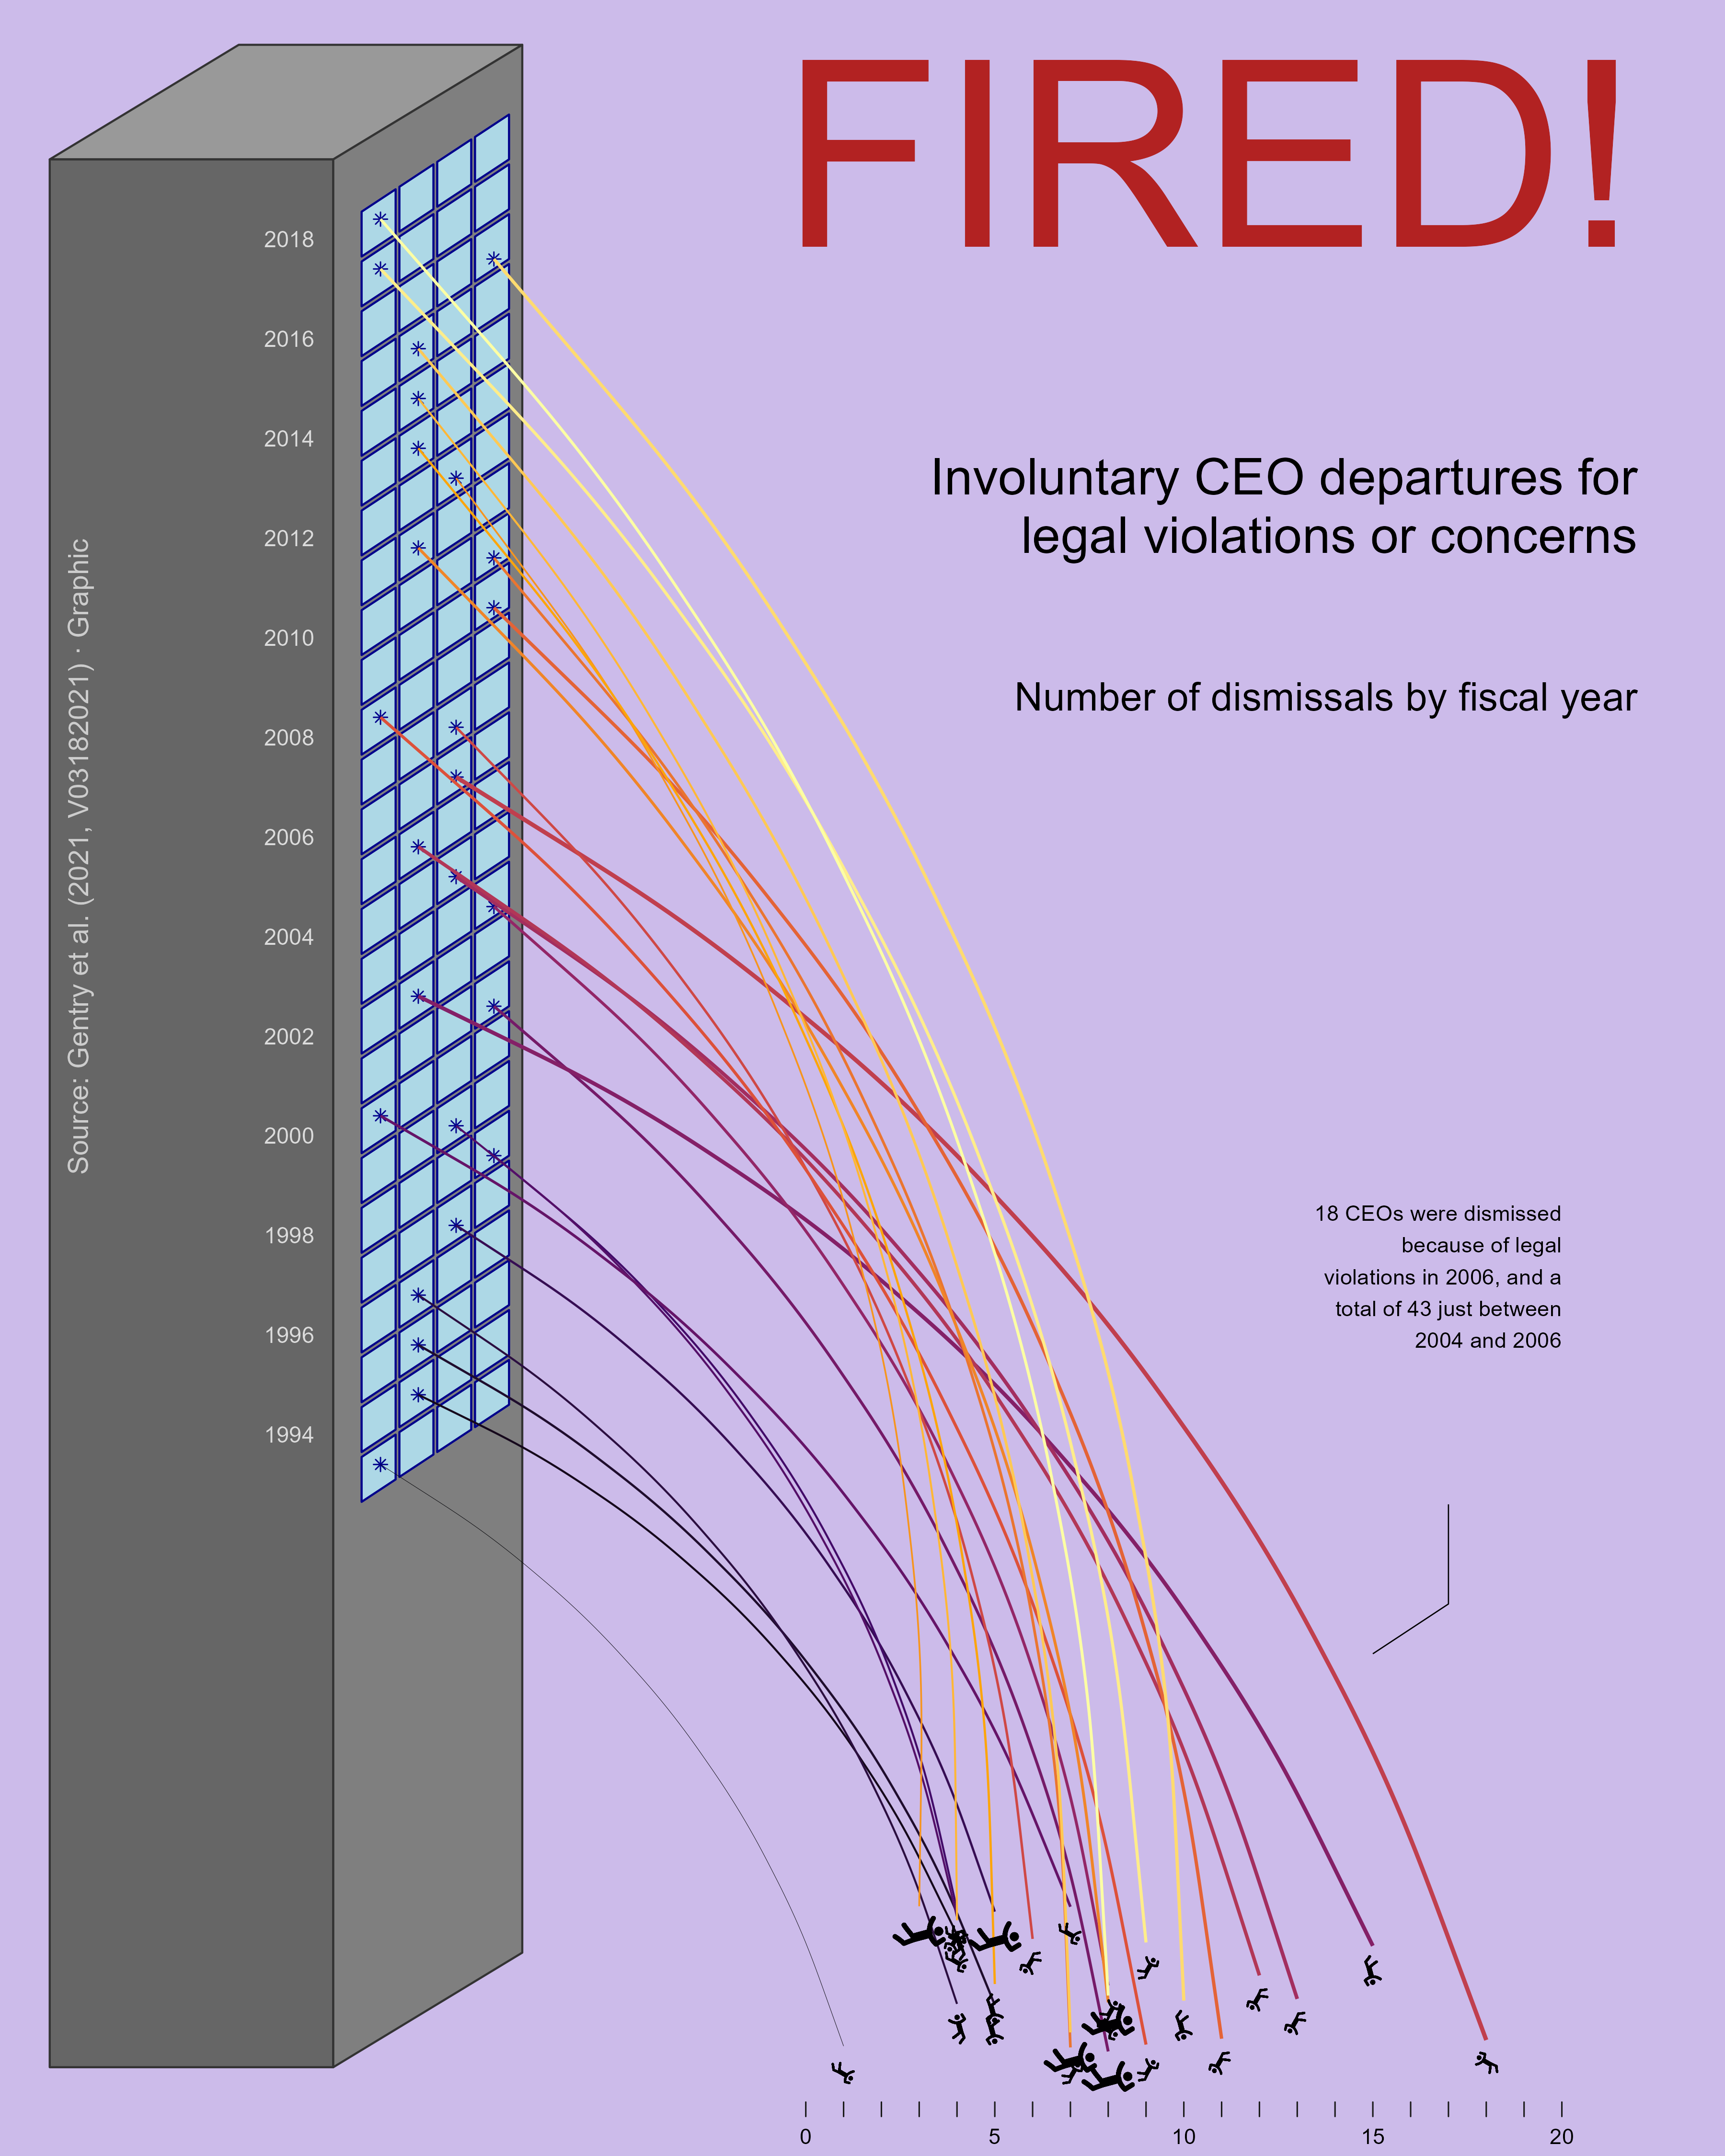 FIRED!
Involuntary CEO departures for
legal violations or concerns
Number of dismissals by fiscal year
2018
2016
2014
2012
2010
2008
2006
2004
2002
2000
1998
1996
1994
Source: Gentry et al. (2021, V03182021) · Graphic
18 CEOs were dismissed
because of legal
violations in 2006, and a
total of 43 just between
2004 and 2006
0 5 10 15 20